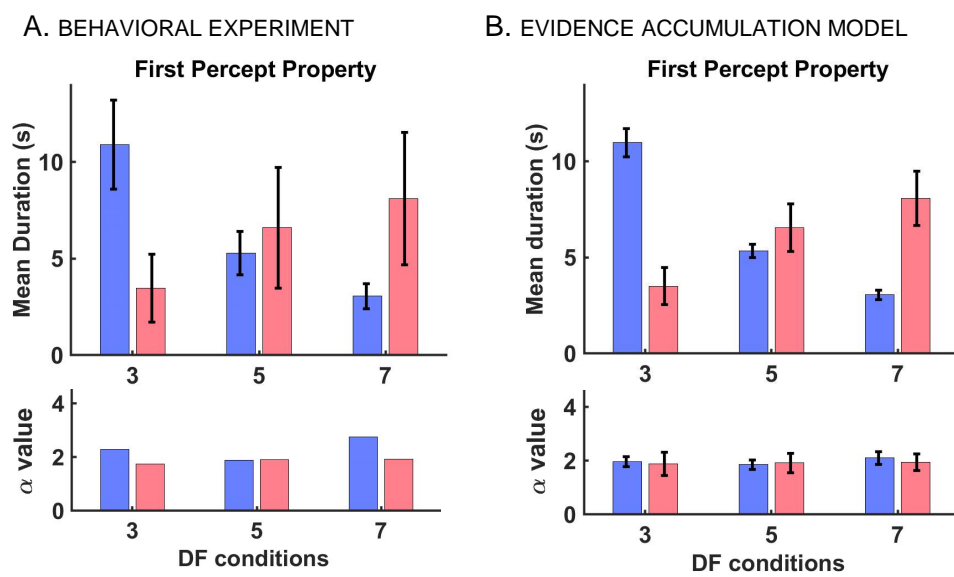 A. BEHAVIORAL EXPERIMENT
First Percept Property
Mean Duration (s)
10
5
0
3 5 7
α value
4
2
0
3 5 7
DF conditions
B. EVIDENCE ACCUMULATION MODEL
First Percept Property
Mean duration (s)
10
5
0
3 5 7
α value
4
2
0
3 5 7
DF conditions